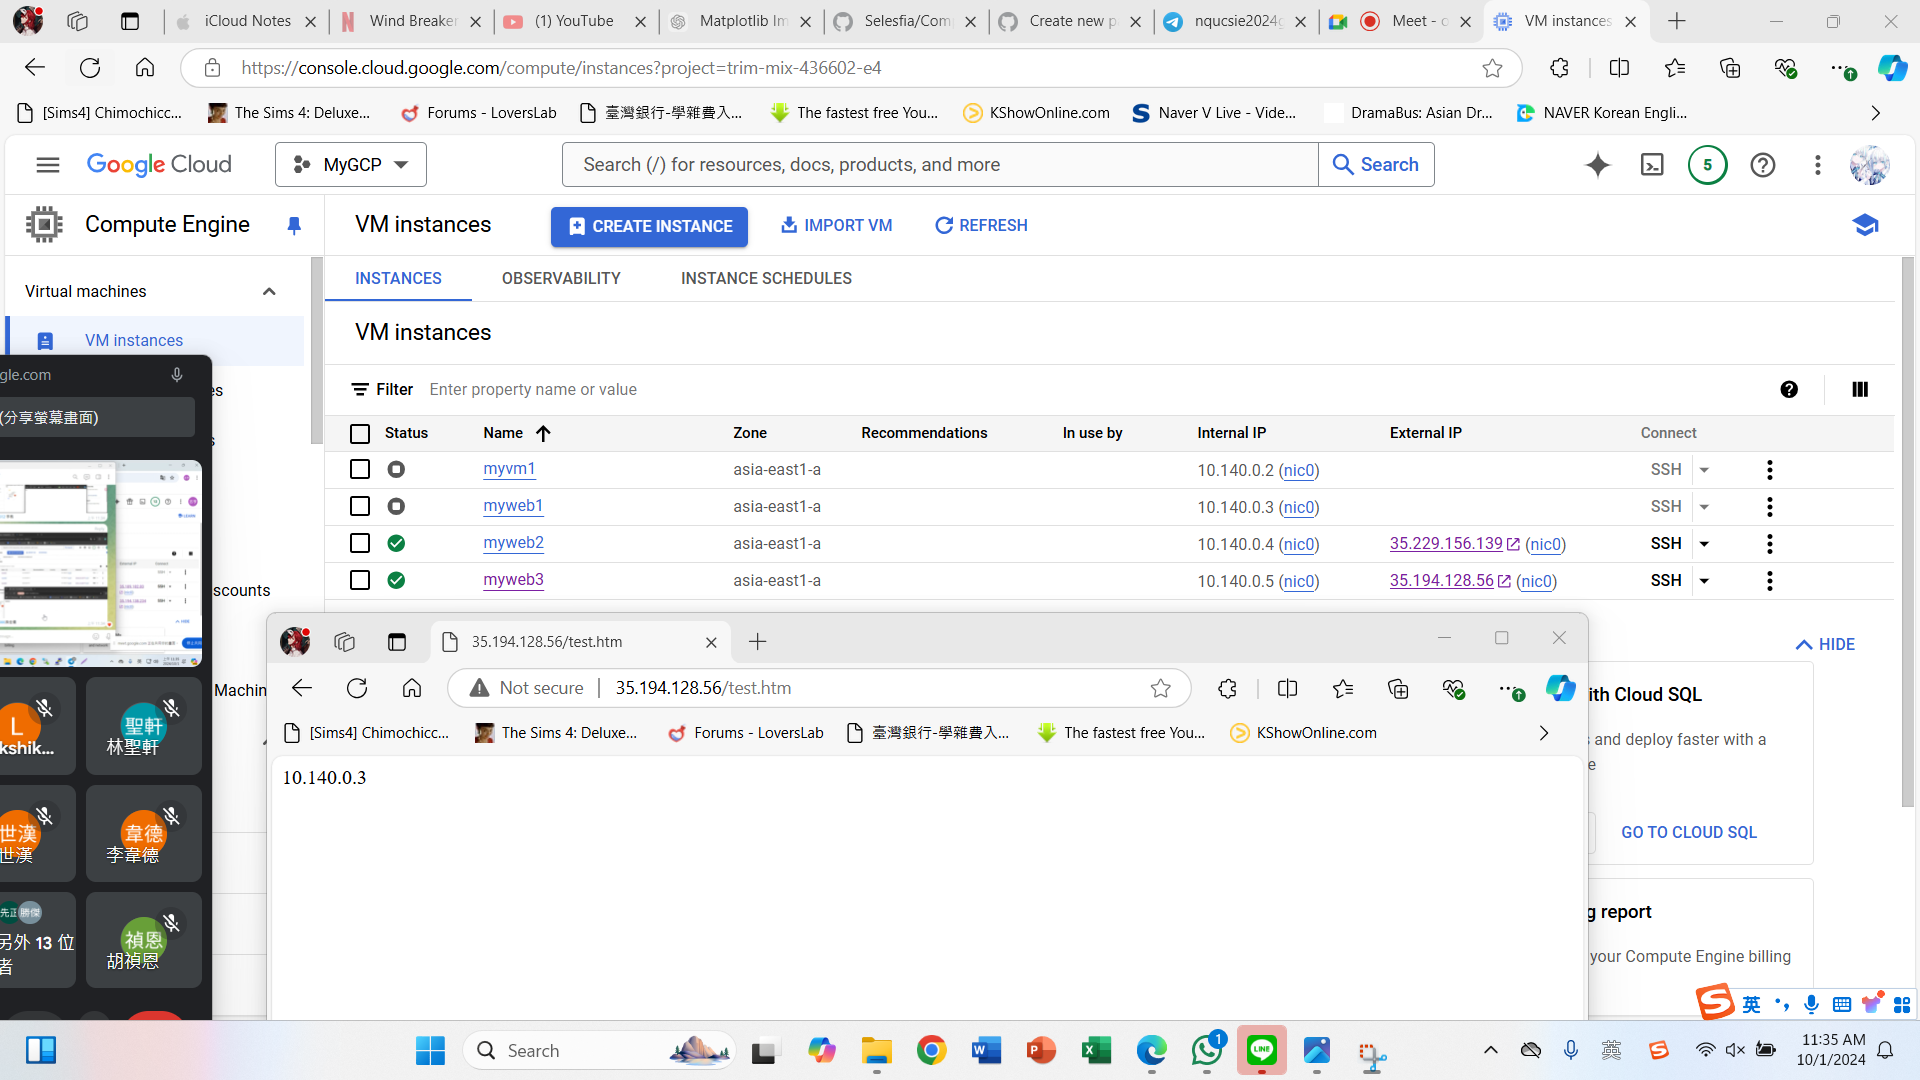 iCloud Notes
Wind Breaker
(1) YouTube
Matplotlib Im
Selesfia/Com
Create new p
nqucsie2024g
Meet - o
VM instances
https://console.cloud.google.com/compute/instances?project=trim-mix-436602-e4
[Sims4] Chimochicc...
The Sims 4: Deluxe...
Forums - LoversLab
臺灣銀行-學雜費入...
The fastest free You...
KShowOnline.com
Naver V Live - Vide...
DramaBus: Asian Dr...
NAVER Korean Engli...
Google Cloud
MyGCP
Search (/) for resources, docs, products, and more
Search
5
Compute Engine
VM instances
CREATE INSTANCE
IMPORT VM
REFRESH
Virtual machines
INSTANCES
OBSERVABILITY
INSTANCE SCHEDULES
VM instances
VM instances
Filter
Enter property name or value
Status
Name
Zone
Recommendations
In use by
Internal IP
External IP
Connect
myvm1
asia-east1-a
10.140.0.2 (nic0)
SSH
myweb1
asia-east1-a
10.140.0.3 (nic0)
SSH
myweb2
asia-east1-a
10.140.0.4 (nic0)
35.229.156.139 (nic0)
SSH
myweb3
asia-east1-a
10.140.0.5 (nic0)
35.194.128.56 (nic0)
SSH
gle.com
(分享螢幕畫面)
es
s
scounts
Machin
kshik...
L
聖軒
林聖軒
世漢
世漢
韋德
李韋德
先正
勝傑
另外 13 位
者
禎恩
胡禎恩
HIDE
ith Cloud SQL
s and deploy faster with a
e
GO TO CLOUD SQL
g report
your Compute Engine billing
35.194.128.56/test.htm
Not secure
35.194.128.56/test.htm
[Sims4] Chimochicc...
The Sims 4: Deluxe...
Forums - LoversLab
臺灣銀行-學雜費入...
The fastest free You...
KShowOnline.com
10.140.0.3
英
Search
1
LINE
英
11:35 AM
10/1/2024